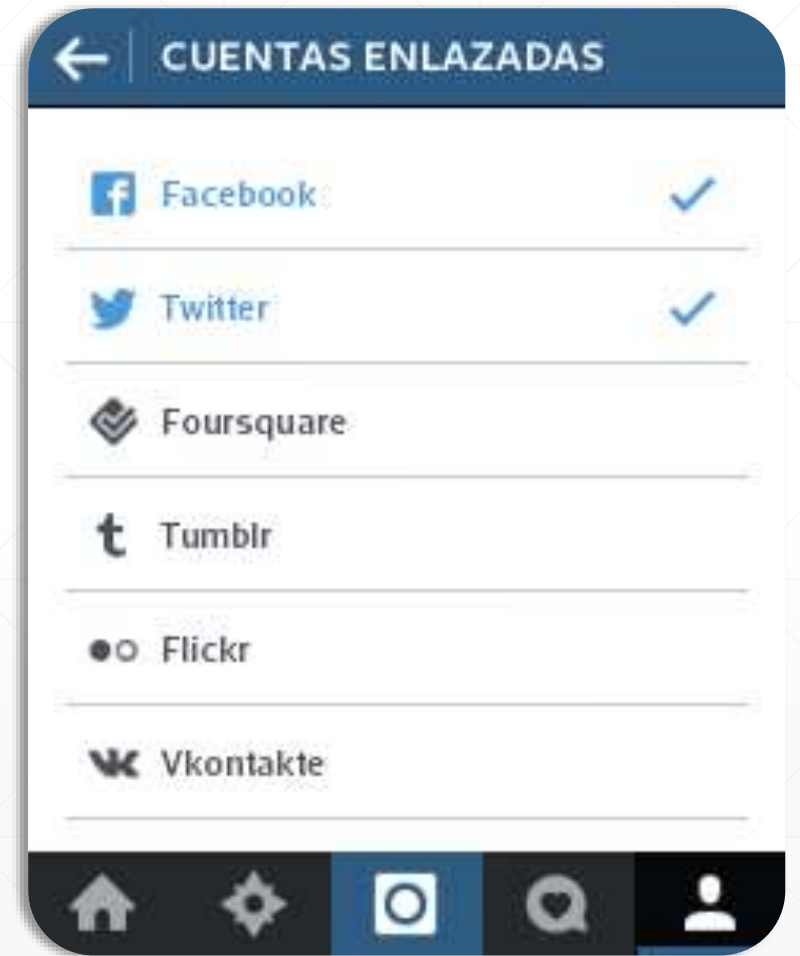 CUENTAS ENLAZADAS
Facebook
Twitter
Foursquare
Tumblr
Flickr
Vkontakte